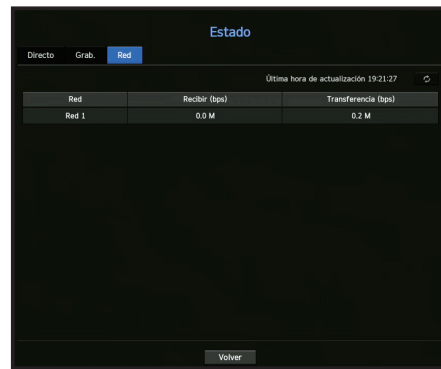 Estado
Directo Grab. Red
Última hora de actualización 19:21:27
Red Recibir (bps) Transferencia (bps)
Red 1 0.0 M 0.2 M
Volver